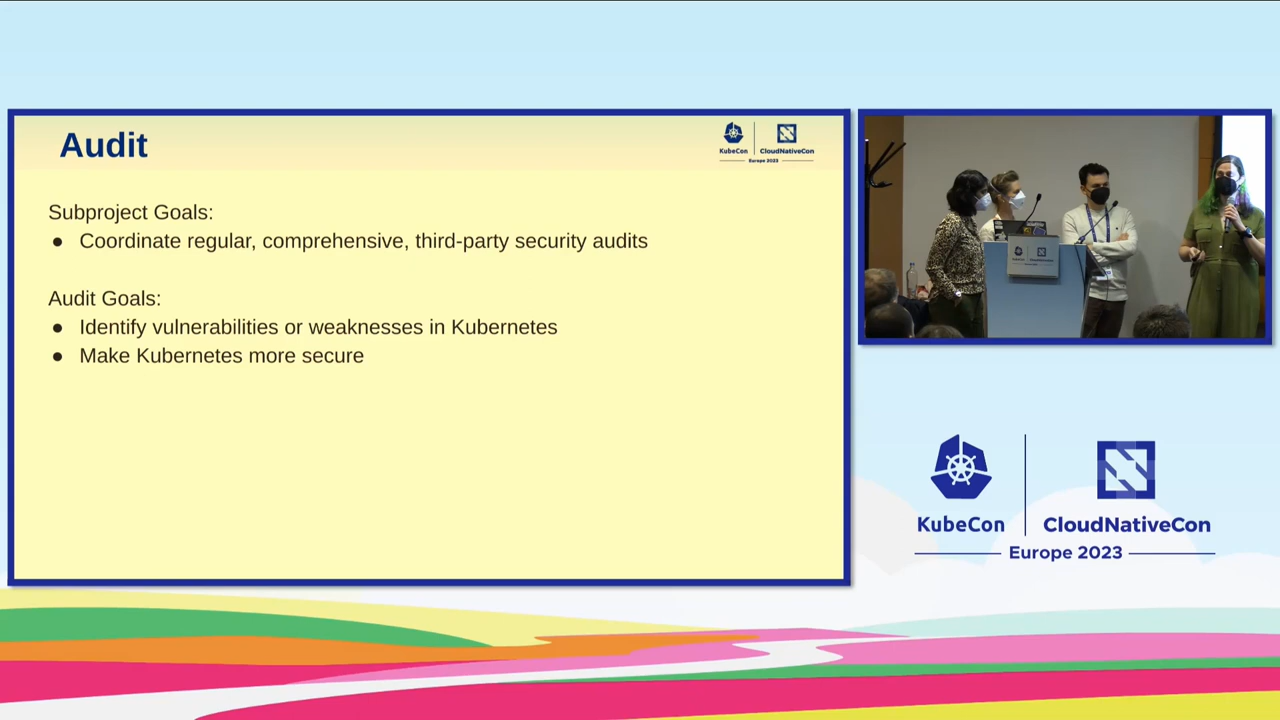 Audit
KubeCon
CloudNativeCon
Europe 2023
Subproject Goals:
● Coordinate regular, comprehensive, third-party security audits
Audit Goals:
● Identify vulnerabilities or weaknesses in Kubernetes
● Make Kubernetes more secure
KubeCon
CloudNativeCon
Europe 2023